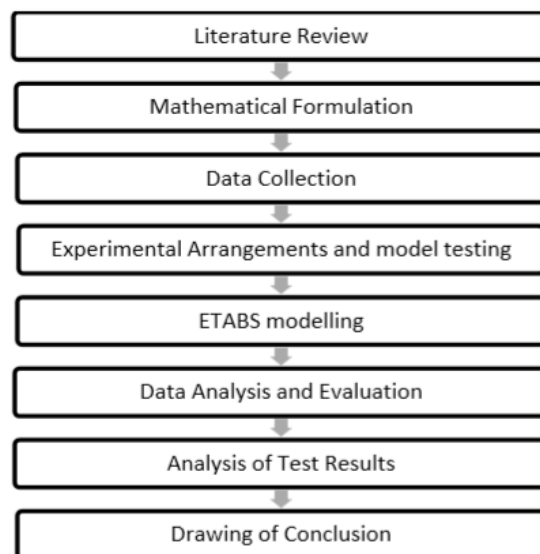 Literature Review
Mathematical Formulation
Data Collection
Experimental Arrangements and model testing
ETABS modelling
Data Analysis and Evaluation
Analysis of Test Results
Drawing of Conclusion